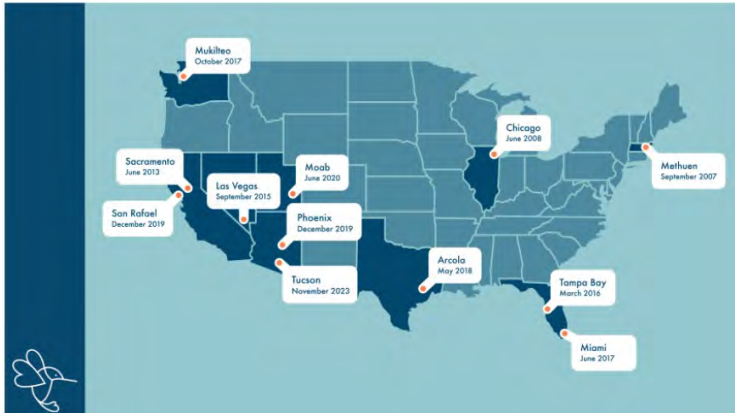 Mukilteo
October 2017
Chicago
June 2008
Methuen
September 2007
Sacramento
June 2013
Las Vegas
September 2015
Moab
June 2020
San Rafael
December 2019
Phoenix
December 2019
Tucson
November 2023
Arcola
May 2018
Tampa Bay
March 2016
Miami
June 2017